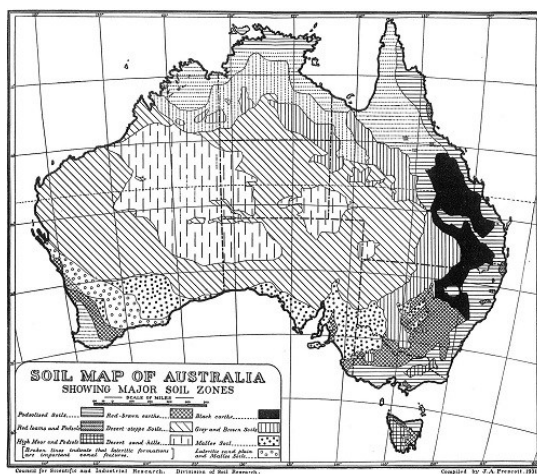 SOIL MAP OF AUSTRALIA
SHOWING MAJOR SOIL ZONES
SCALE OF MILES
Podsolised Soils
Red-brown earths
Black earths
Red loams and Podsols
Desert steppe Soils
Grey and Brown Soils
High Moor and Podsols
Desert sand hills
Mallee Soils
Broken lines indicate that lateritic formations
are important zonal features.
Lateritic sand plain
and Mallee Soils
Council for Scientific and Industrial Research. Division of Soil Research.
Compiled by J.A. Prescott.